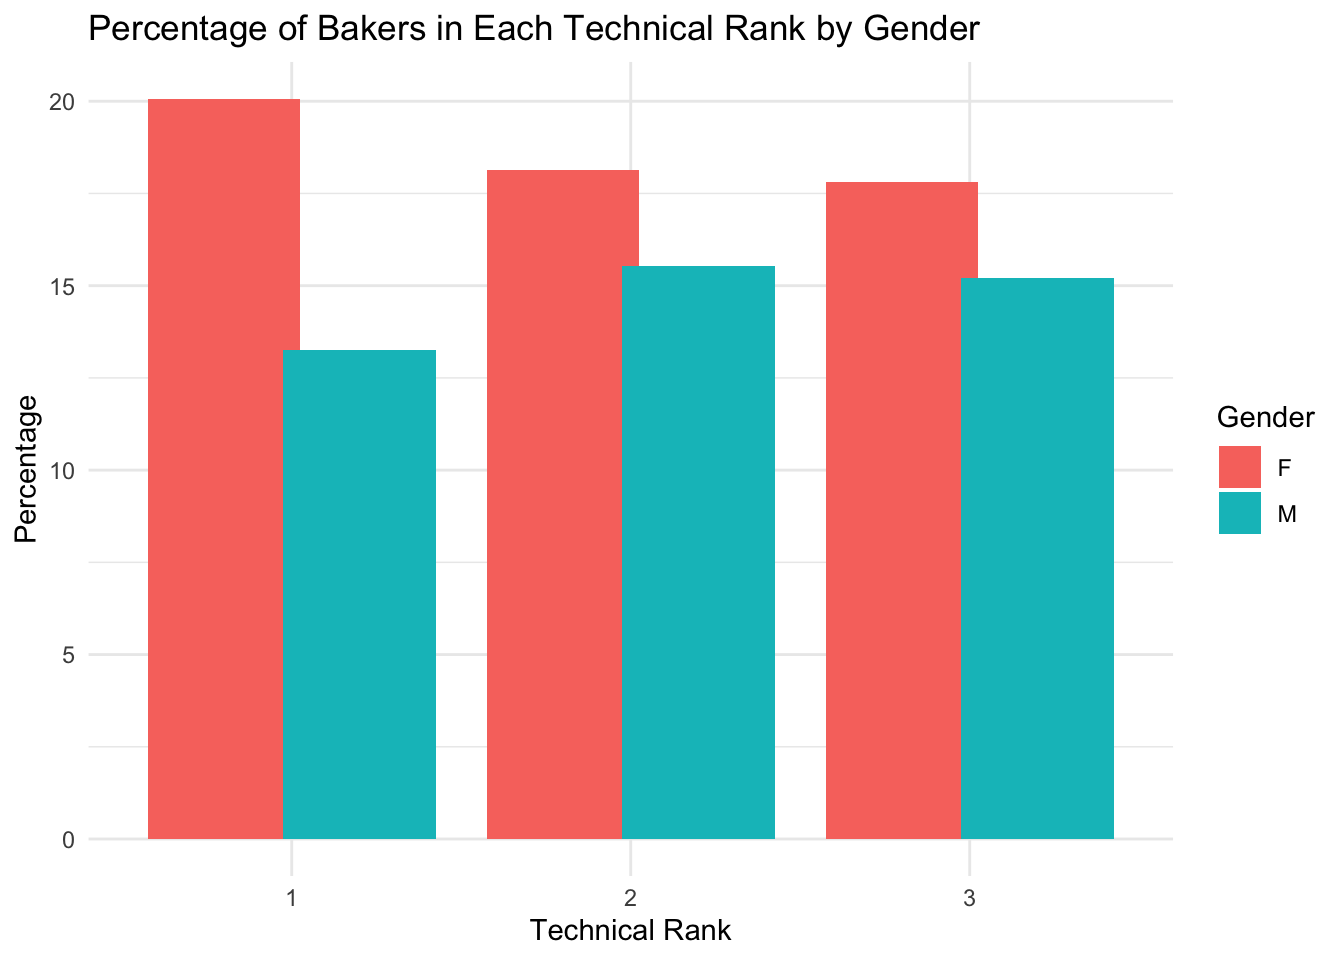 Percentage of Bakers in Each Technical Rank by Gender
20
15
10
5
0
Percentage
1
2
3
Technical Rank
Gender
F
M